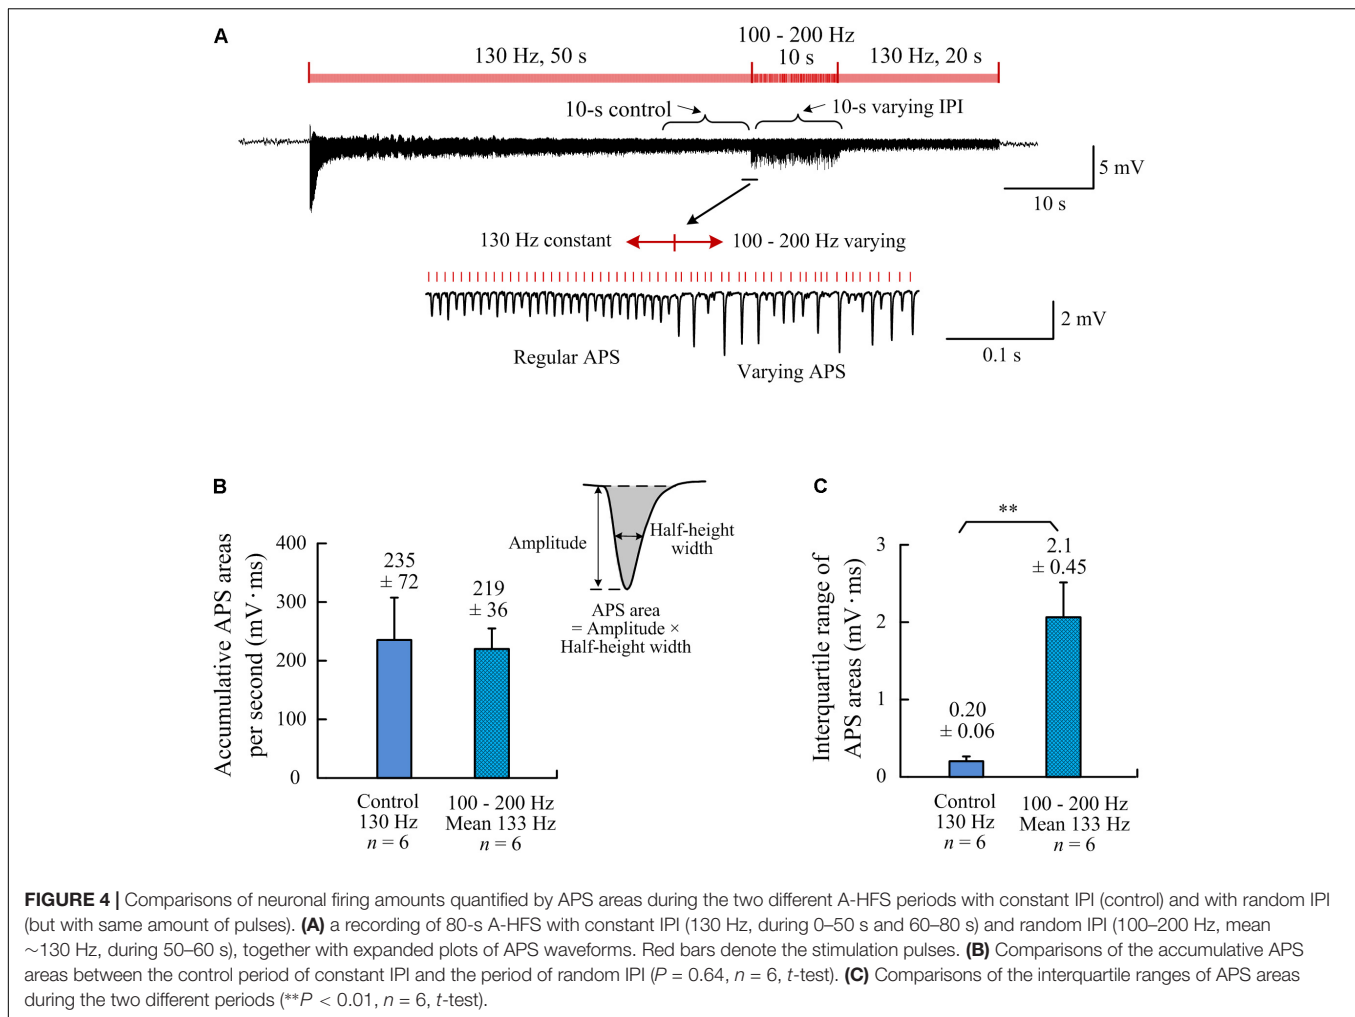 A
100 - 200 Hz
130 Hz, 50 s
10 s
130 Hz, 20 s
10-s control
10-s varying IPI
5 mV
10 s
130 Hz constant
100 - 200 Hz varying
2 mV
0.1 s
Regular APS
Varying APS
B
Accumulative APS areas
per second (mV·ms)
400
300
200
100
0
235
± 72
219
± 36
Control
130 Hz
n = 6
100 - 200 Hz
Mean 133 Hz
n = 6
Amplitude
Half-height
width
APS area
= Amplitude ×
Half-height width
C
Interquartile range of
APS areas (mV·ms)
3
2
1
0
**
0.20
± 0.06
2.1
± 0.45
Control
130 Hz
n = 6
100 - 200 Hz
Mean 133 Hz
n = 6
FIGURE 4 | Comparisons of neuronal firing amounts quantified by APS areas during the two different A-HFS periods with constant IPI (control) and with random IPI
(but with same amount of pulses). (A) a recording of 80-s A-HFS with constant IPI (130 Hz, during 0–50 s and 60–80 s) and random IPI (100–200 Hz, mean
∼130 Hz, during 50–60 s), together with expanded plots of APS waveforms. Red bars denote the stimulation pulses. (B) Comparisons of the accumulative APS
areas between the control period of constant IPI and the period of random IPI (P = 0.64, n = 6, t-test). (C) Comparisons of the interquartile ranges of APS areas
during the two different periods (**P < 0.01, n = 6, t-test).